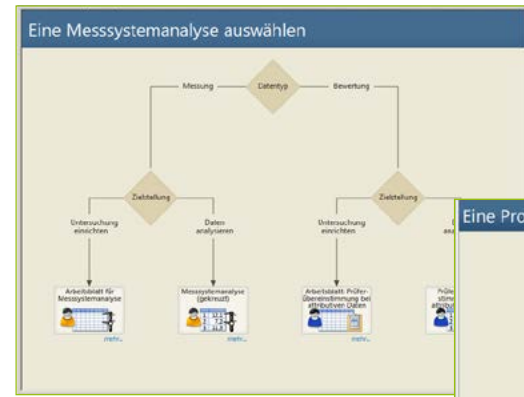 Eine Messsystemanalyse auswählen
Messung
Datentyp
Bewertung
Zielstellung
Zielstellung
Untersuchung
einrichten
Daten
analysieren
Untersuchung
einrichten
Eine Pro
Arbeitsblatt für
Messsystemanalyse
mehr...
Messsystemanalyse
(gekreuzt)
mehr...
Arbeitsblatt: Prüfer-
übereinstimmung bei
attributiven Daten
mehr...